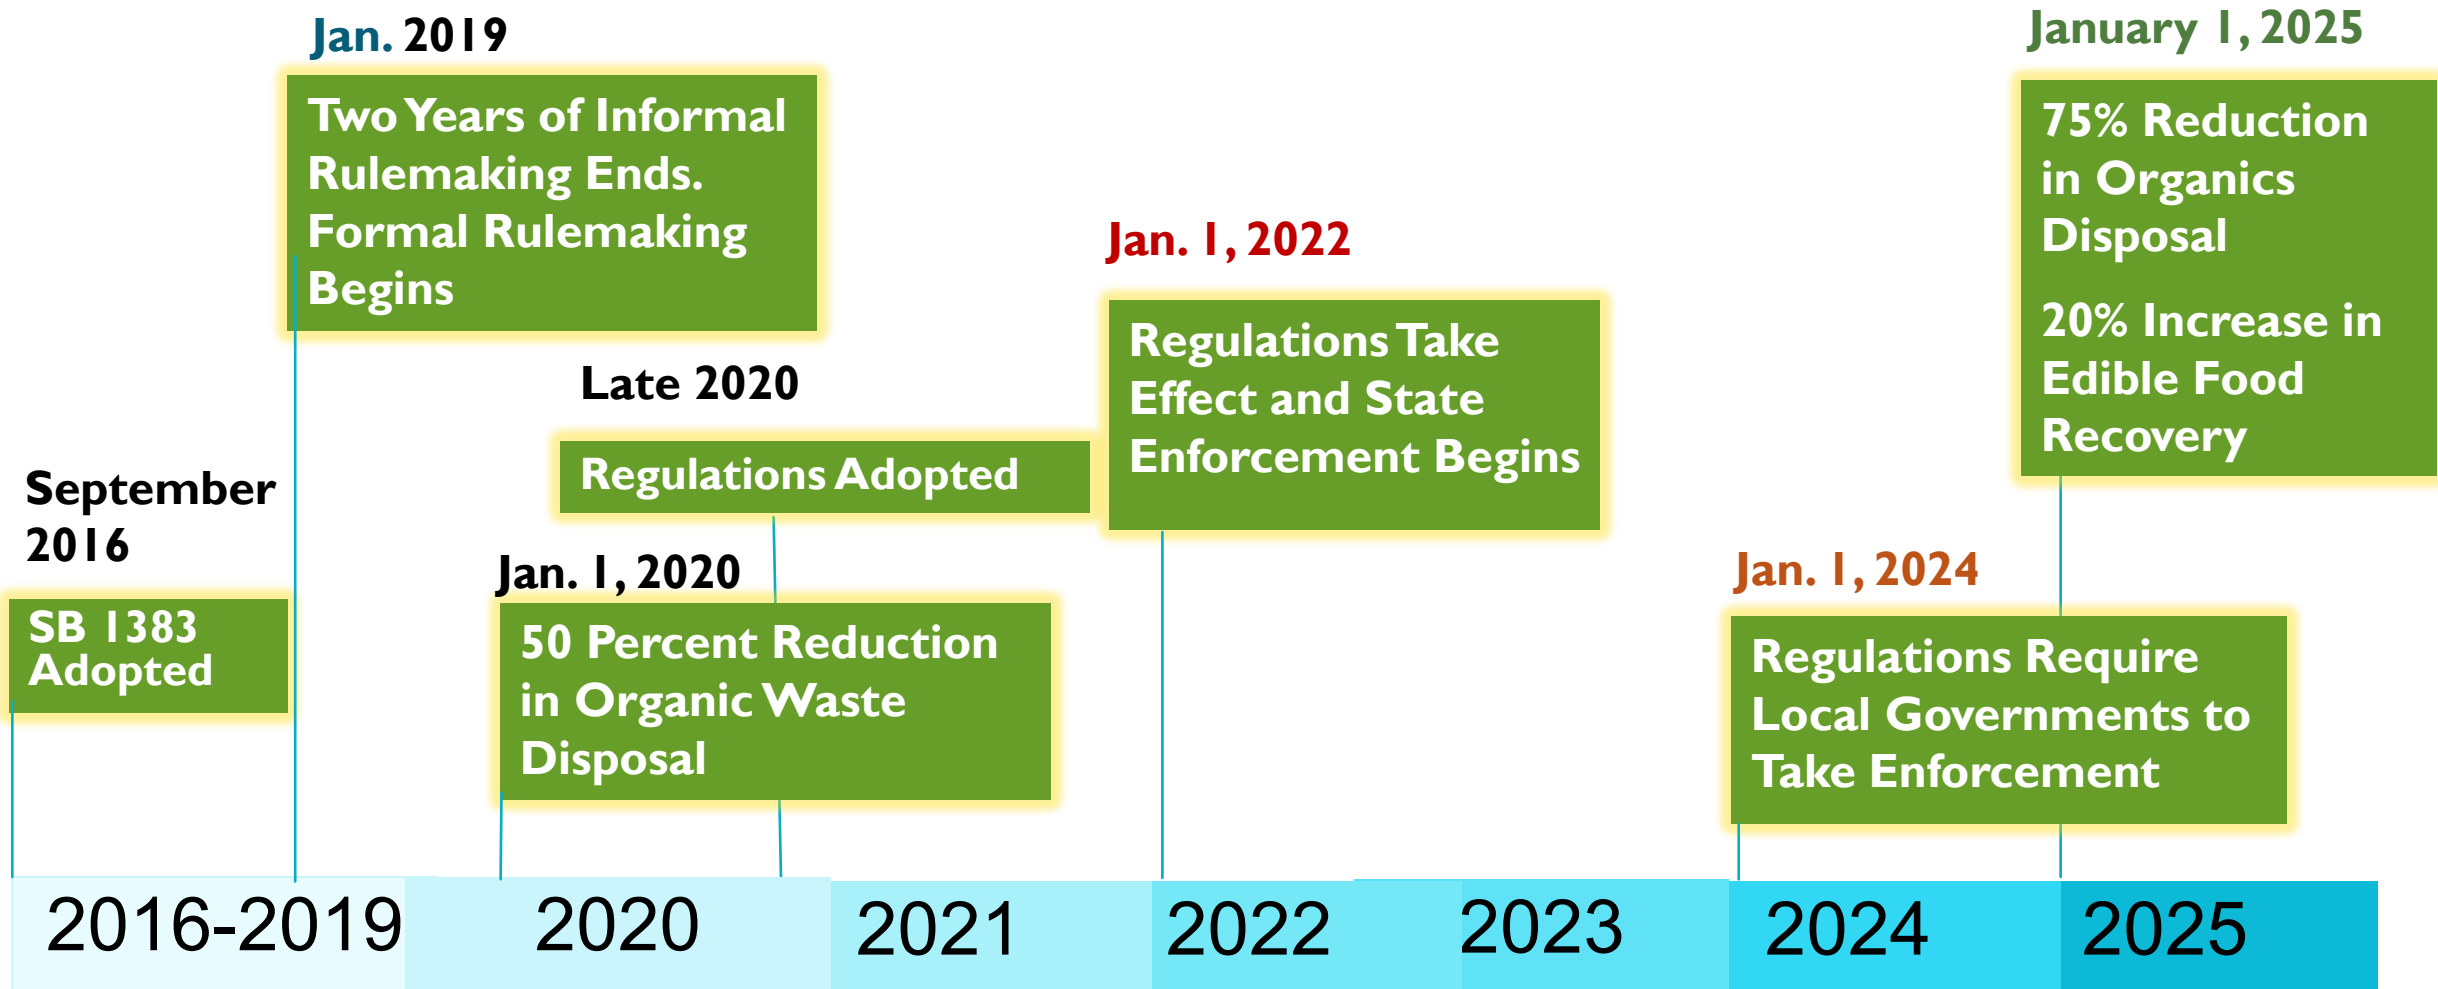 Jan. 2019
Two Years of Informal
Rulemaking Ends.
Formal Rulemaking
Begins
January 1, 2025
75% Reduction
in Organics
Disposal
20% Increase in
Edible Food
Recovery
Jan. 1, 2022
Regulations Take
Effect and State
Enforcement Begins
Late 2020
Regulations Adopted
September
2016
SB 1383
Adopted
Jan. 1, 2020
50 Percent Reduction
in Organic Waste
Disposal
Jan. 1, 2024
Regulations Require
Local Governments to
Take Enforcement
2016-2019
2020
2021
2022
2023
2024
2025